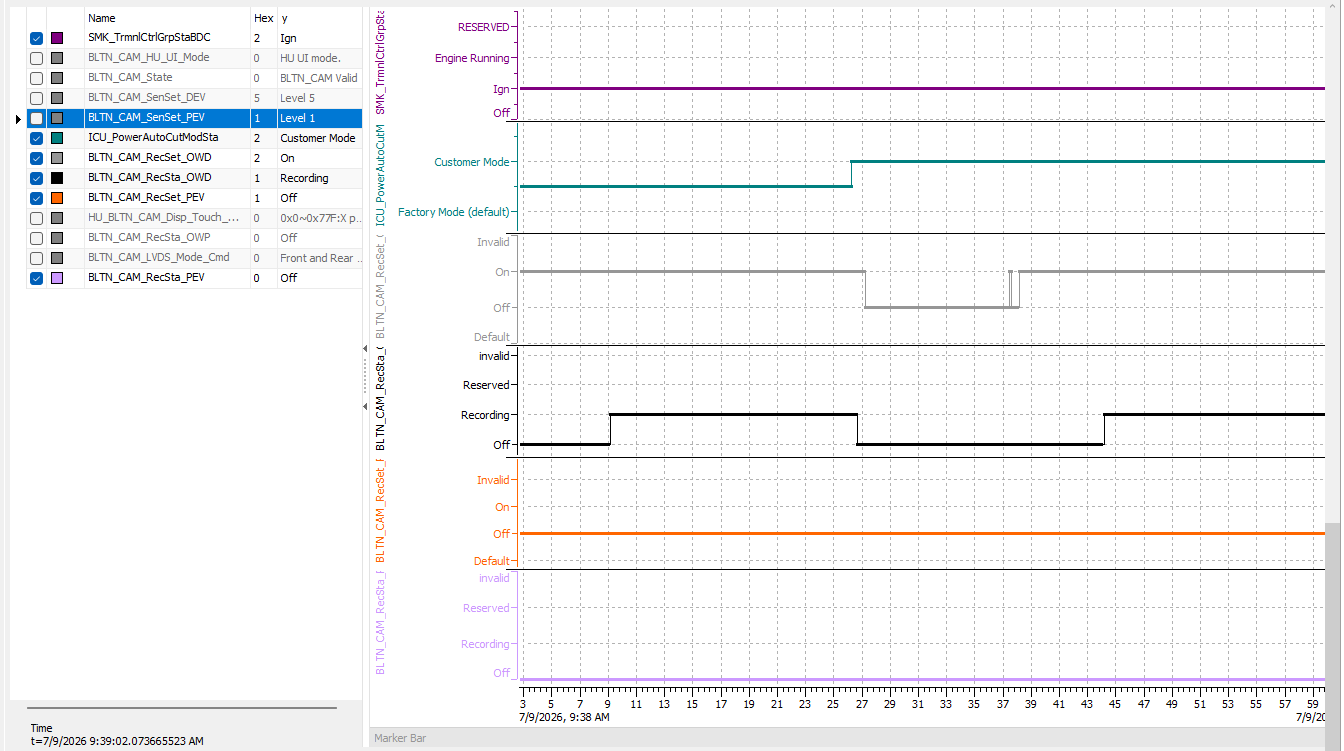 Name Hex y
SMK_TrmnlCtrlGrpStaBDC 2 Ign
BLTN_CAM_HU_UI_Mode 0 HU UI mode.
BLTN_CAM_State 0 BLTN_CAM Valid
BLTN_CAM_SenSet_DEV 5 Level 5
BLTN_CAM_SenSet_PEV 1 Level 1
ICU_PowerAutoCutModSta 2 Customer Mode
BLTN_CAM_RecSet_OWD 2 On
BLTN_CAM_RecSta_OWD 1 Recording
BLTN_CAM_RecSet_PEV 1 Off
HU_BLTN_CAM_Disp_Touch_... 0 0x0~0x77F:X p...
BLTN_CAM_RecSta_OWP 0 Off
BLTN_CAM_LVDS_Mode_Cmd 0 Front and Rear ...
BLTN_CAM_RecSta_PEV 0 Off
Time
t=7/9/2026 9:39:02.073665523 AM
SMK_TrmnlCtrlGrpSta
RESERVED
Engine Running
Ign
Off
ICU_PowerAutoCutM
Customer Mode
Factory Mode (default)
BLTN_CAM_RecSet_
Invalid
On
Off
Default
BLTN_CAM_RecSta_
invalid
Reserved
Recording
Off
BLTN_CAM_RecSet_
Invalid
On
Off
Default
BLTN_CAM_RecSta_
invalid
Reserved
Recording
Off
3 5 7 9 11 13 15 17 19 21 23 25 27 29 31 33 35 37 39 41 43 45 47 49 51 53 55 57 59
7/9/2026, 9:38 AM 7/9/20
Marker Bar